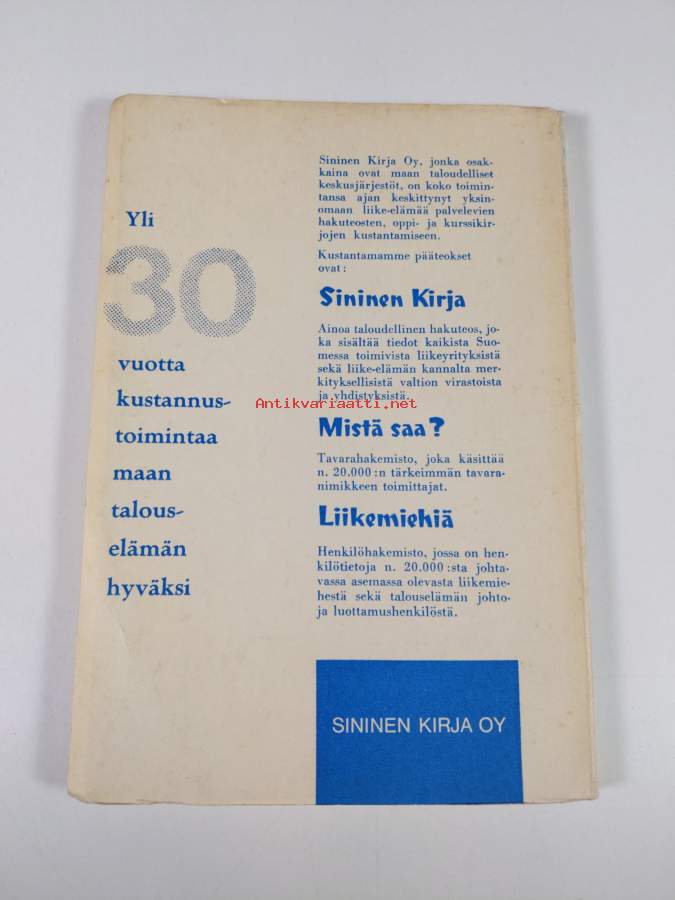 Yli
30
vuotta
kustannus-
toimintaa
maan
talous-
elämän
hyväksi
Sininen Kirja Oy, jonka osak-
kaina ovat maan taloudelliset
keskusjärjestöt, on koko toimin-
tansa ajan keskittynyt yksin-
omaan liike-elämää palvelevien
hakuteosten, oppi- ja kurssikir-
jojen kustantamiseen.
Kustantamamme pääteokset
ovat:
Sininen Kirja
Ainoa taloudellinen hakuteos, jo-
ka sisältää tiedot kaikista Suo-
messa toimivista liikeyrityksistä
sekä liike-elämän kannalta mer-
kityksellisistä valtion virastoista
ja yhdistyksistä.
Antikvariaatti.net
Mistä saa?
Tavarahakemisto, joka käsittää
n. 20.000:n tärkeimmän tavara-
nimikkeen toimittajat.
Liikemiehiä
Henkilöhakemisto, jossa on hen-
kilötietoja n. 20.000:sta johta-
vassa asemassa olevasta liikemie-
hestä sekä talouselämän johto-
ja luottamushenkilöstä.
SININEN KIRJA OY